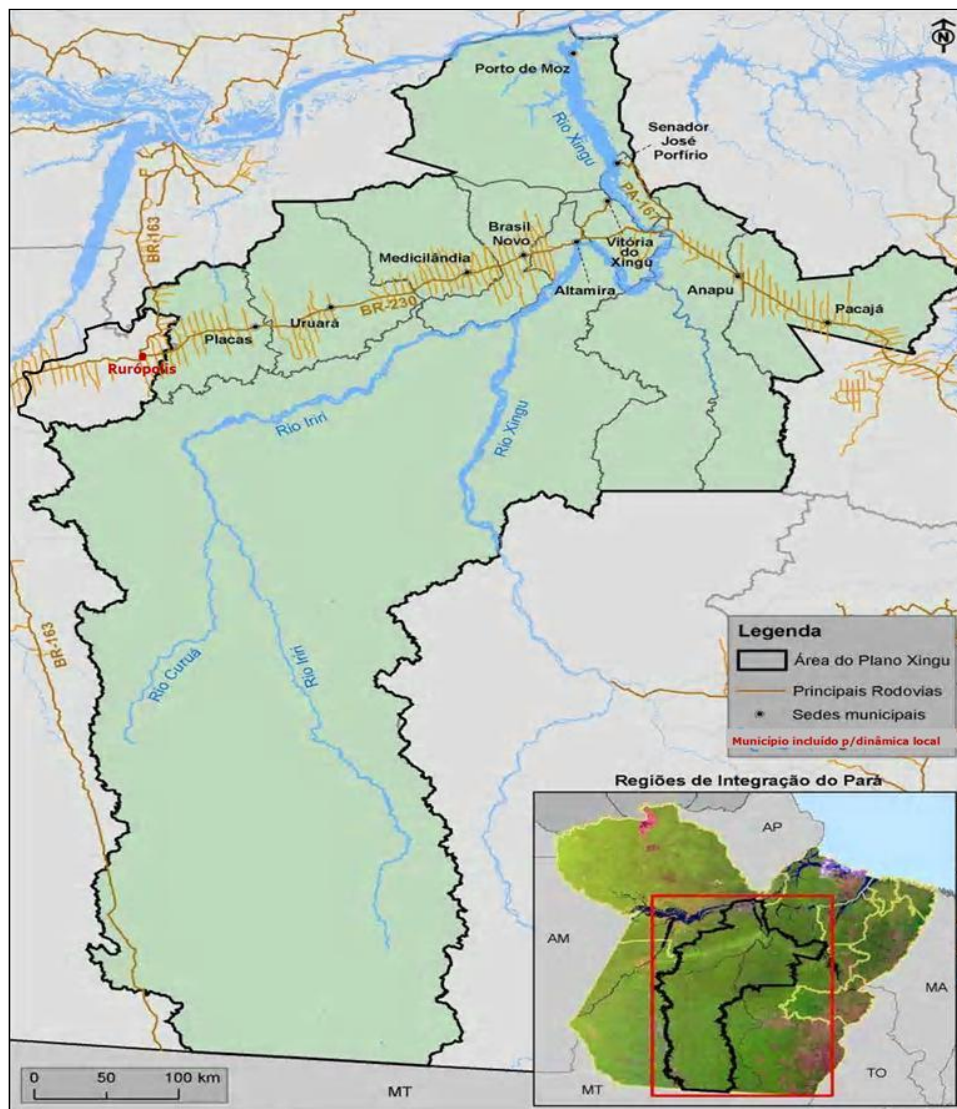 N
Porto de Moz
Rio Xingu
Senador
José
Porfírio
PA-167
BR-163
Brasil
Novo
Medicilândia
Vitória
do
Xingu
Altamira
Anapu
BR-230
Uruará
Placas
Pacajá
Rurópolis
Rio Iriri
Rio Xingu
BR-163
Rio Curuá
Rio Iriri
Legenda
Área do Plano Xingu
Principais Rodovias
Sedes municipais
Município incluído p/dinâmica local
Regiões de Integração do Pará
AP
AM
MA
TO
MT
0 50 100 km
MT